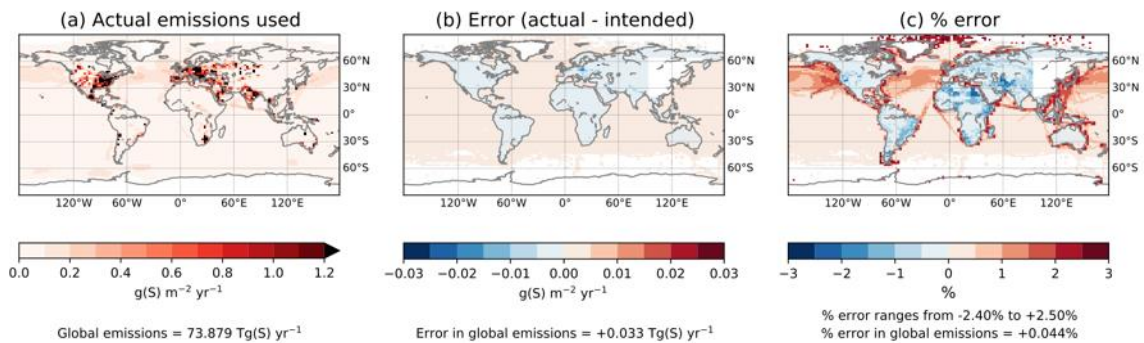 (a) Actual emissions used
(b) Error (actual - intended)
(c) % error
60°N
30°N
0°
30°S
60°S
120°W 60°W 0° 60°E 120°E
60°N
30°N
0°
30°S
60°S
120°W 60°W 0° 60°E 120°E
60°N
30°N
0°
30°S
60°S
120°W 60°W 0° 60°E 120°E
0.0 0.2 0.4 0.6 0.8 1.0 1.2
g(S) m⁻² yr⁻¹
−0.03 −0.02 −0.01 0.00 0.01 0.02 0.03
g(S) m⁻² yr⁻¹
−3 −2 −1 0 1 2 3
%
Global emissions = 73.879 Tg(S) yr⁻¹
Error in global emissions = +0.033 Tg(S) yr⁻¹
% error ranges from -2.40% to +2.50%
% error in global emissions = +0.044%